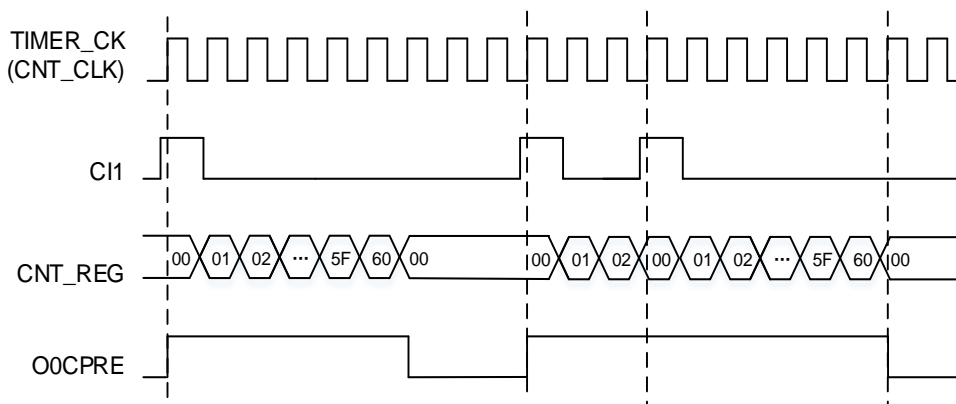 TIMER_CK
(CNT_CLK)
CI1
CNT_REG
00 01 02 ... 5F 60 00 00 01 02 00 01 02 ... 5F 60 00
O0CPRE